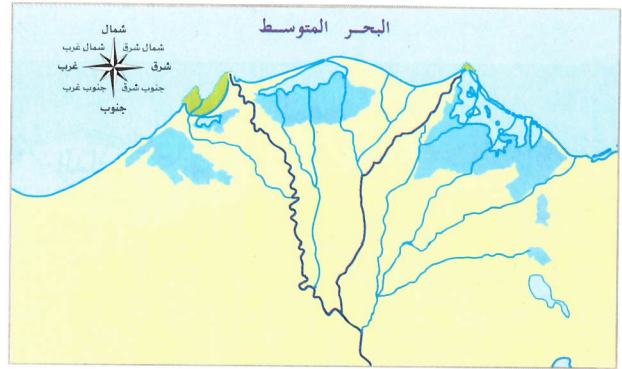 البحر المتوسط
شمال
شمال شرق شمال غرب
شرق غرب
جنوب شرق جنوب غرب
جنوب